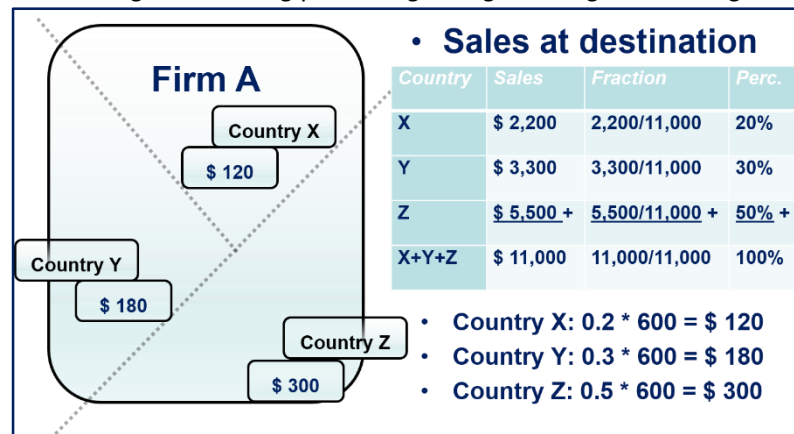 • Sales at destination
Firm A
Country X
$ 120
Country Y
$ 180
Country Z
$ 300
Country Sales Fraction Perc.
X $ 2,200 2,200/11,000 20%
Y $ 3,300 3,300/11,000 30%
Z $ 5,500 + 5,500/11,000 + 50% +
X+Y+Z $ 11,000 11,000/11,000 100%
• Country X: 0.2 * 600 = $ 120
• Country Y: 0.3 * 600 = $ 180
• Country Z: 0.5 * 600 = $ 300